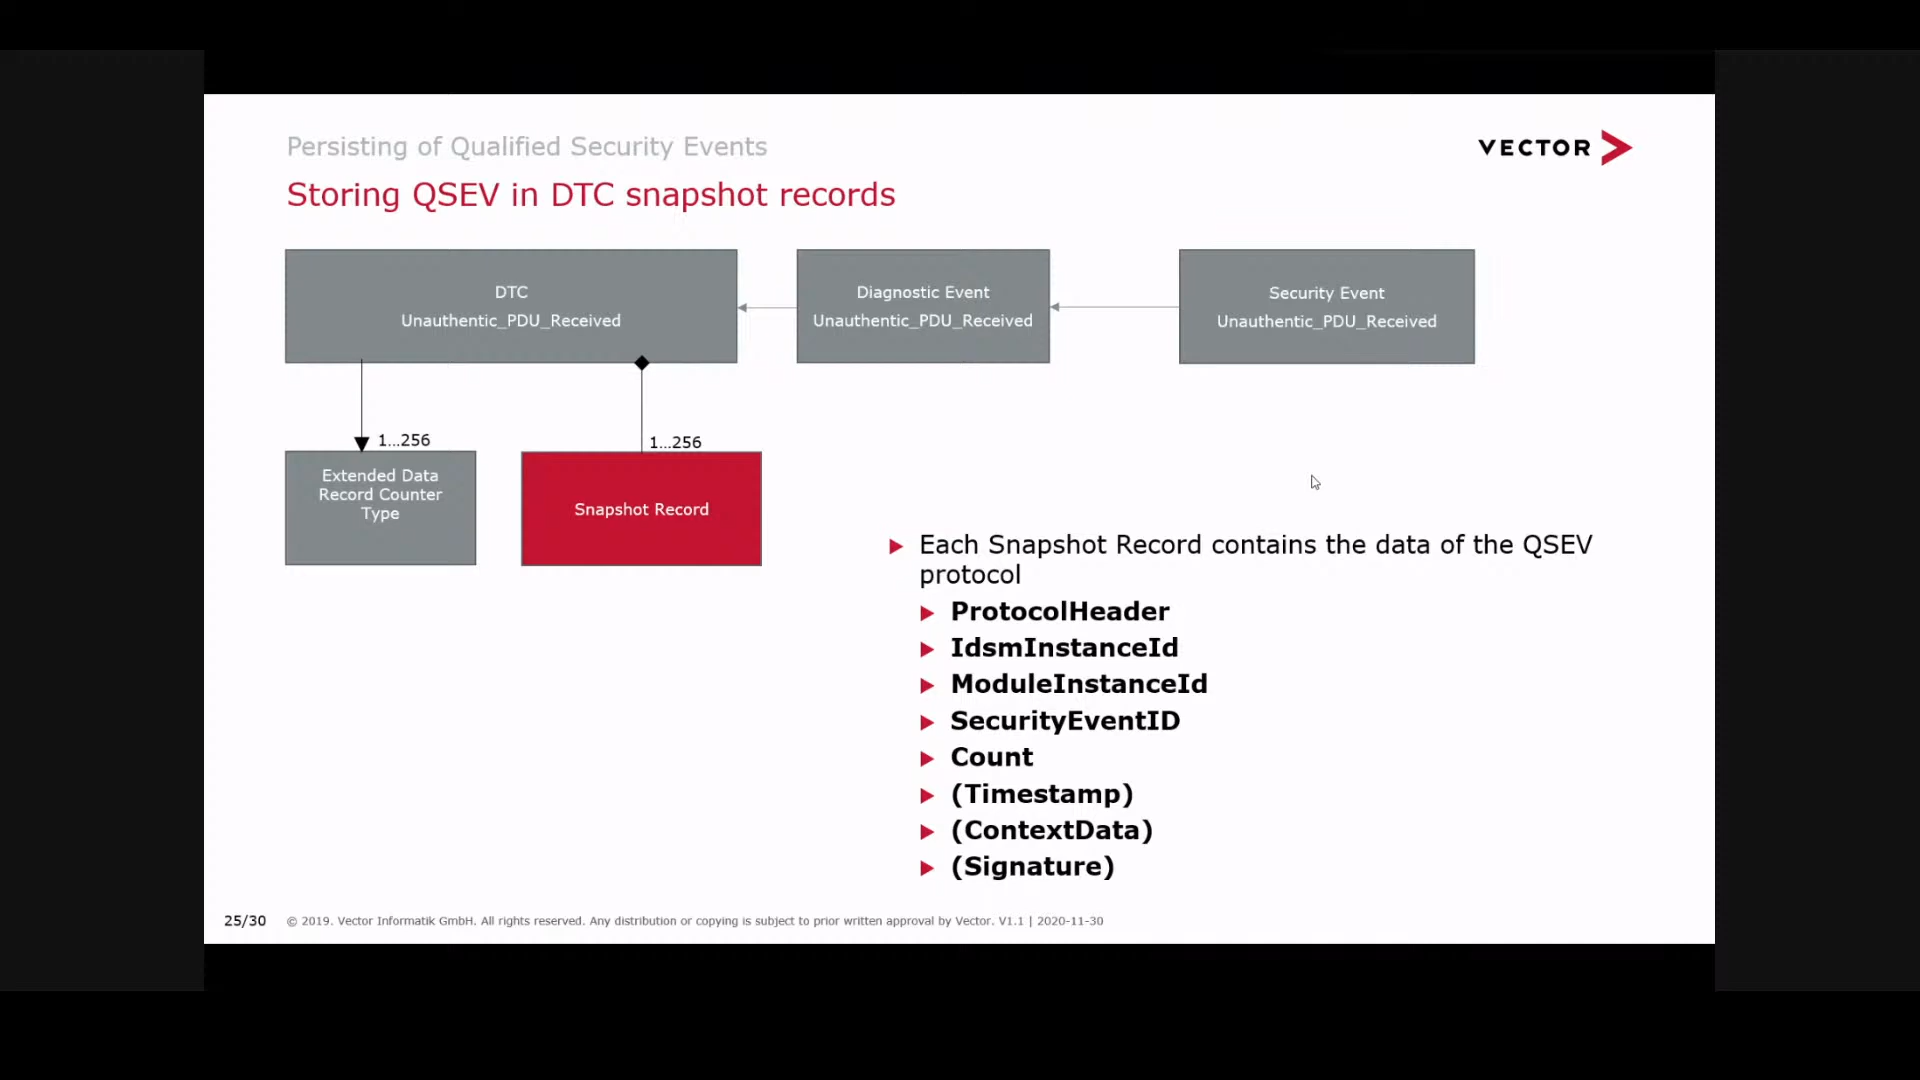 Persisting of Qualified Security Events
VECTOR
Storing QSEV in DTC snapshot records
DTC
Unauthentic_PDU_Received
Diagnostic Event
Unauthentic_PDU_Received
Security Event
Unauthentic_PDU_Received
1...256
1...256
Extended Data
Record Counter
Type
Snapshot Record
Each Snapshot Record contains the data of the QSEV
protocol
ProtocolHeader
IdsmInstanceId
ModuleInstanceId
SecurityEventID
Count
(Timestamp)
(ContextData)
(Signature)
25/30 © 2019. Vector Informatik GmbH. All rights reserved. Any distribution or copying is subject to prior written approval by Vector. V1.1 | 2020-11-30